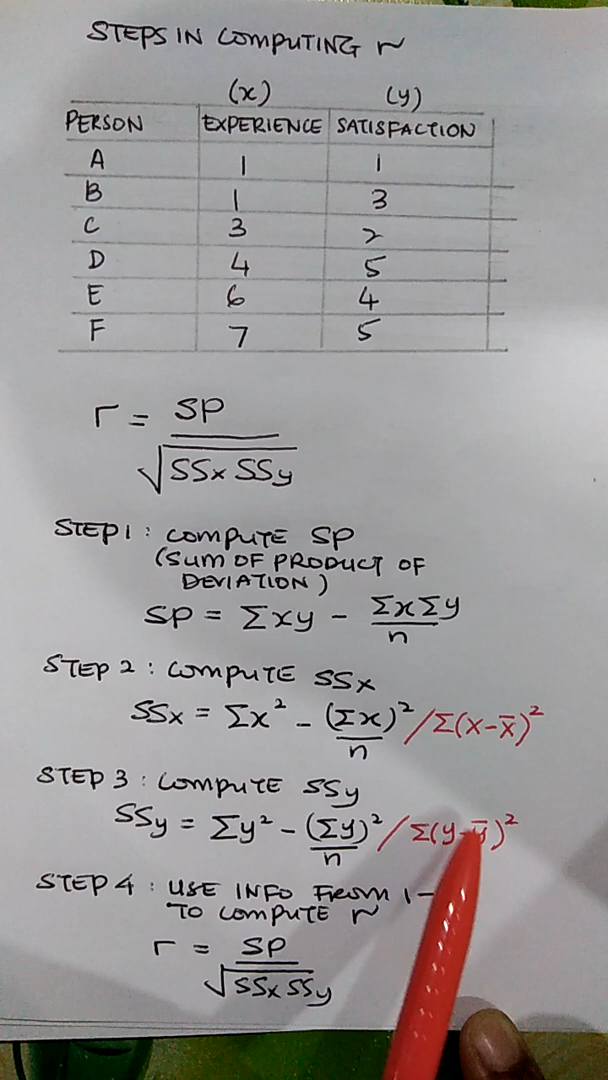 STEPS IN COMPUTING r
(x) (y)
PERSON EXPERIENCE SATISFACTION
A 1 1
B 1 3
C 3 2
D 4 5
E 6 4
F 7 5
r = SP
√SSx SSy
STEP 1 : COMPUTE SP
(SUM OF PRODUCT OF
DEVIATION)
SP = Σxy - ΣxΣy
n
STEP 2 : COMPUTE SSx
SSx = Σx² - (Σx)² / Σ(x-x̄)²
n
STEP 3 : COMPUTE SSy
SSy = Σy² - (Σy)² / Σ(y-ȳ)²
n
STEP 4 : USE INFO FROM 1-
TO COMPUTE r
r = SP
√SSx SSy